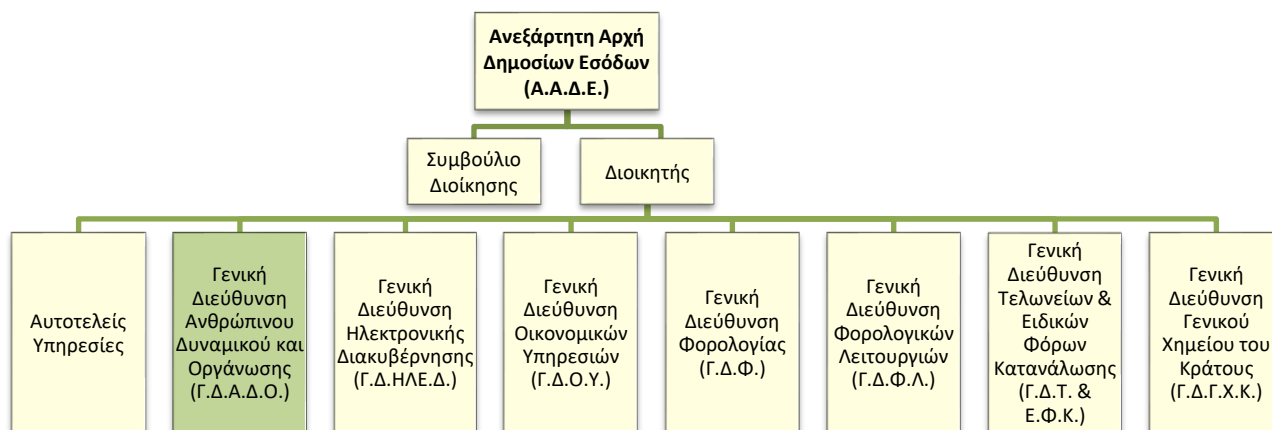 Ανεξάρτητη Αρχή
Δημοσίων Εσόδων
(Α.Α.Δ.Ε.)
Συμβούλιο
Διοίκησης
Διοικητής
Αυτοτελείς
Υπηρεσίες
Γενική
Διεύθυνση
Ανθρώπινου
Δυναμικού και
Οργάνωσης
(Γ.Δ.Α.Δ.Ο.)
Γενική
Διεύθυνση
Ηλεκτρονικής
Διακυβέρνησης
(Γ.Δ.ΗΛΕ.Δ.)
Γενική
Διεύθυνση
Οικονομικών
Υπηρεσιών
(Γ.Δ.Ο.Υ.)
Γενική
Διεύθυνση
Φορολογίας
(Γ.Δ.Φ.)
Γενική
Διεύθυνση
Φορολογικών
Λειτουργιών
(Γ.Δ.Φ.Λ.)
Γενική
Διεύθυνση
Τελωνείων &
Ειδικών
Φόρων
Κατανάλωσης
(Γ.Δ.Τ. &
Ε.Φ.Κ.)
Γενική
Διεύθυνση
Γενικού
Χημείου του
Κράτους
(Γ.Δ.Γ.Χ.Κ.)